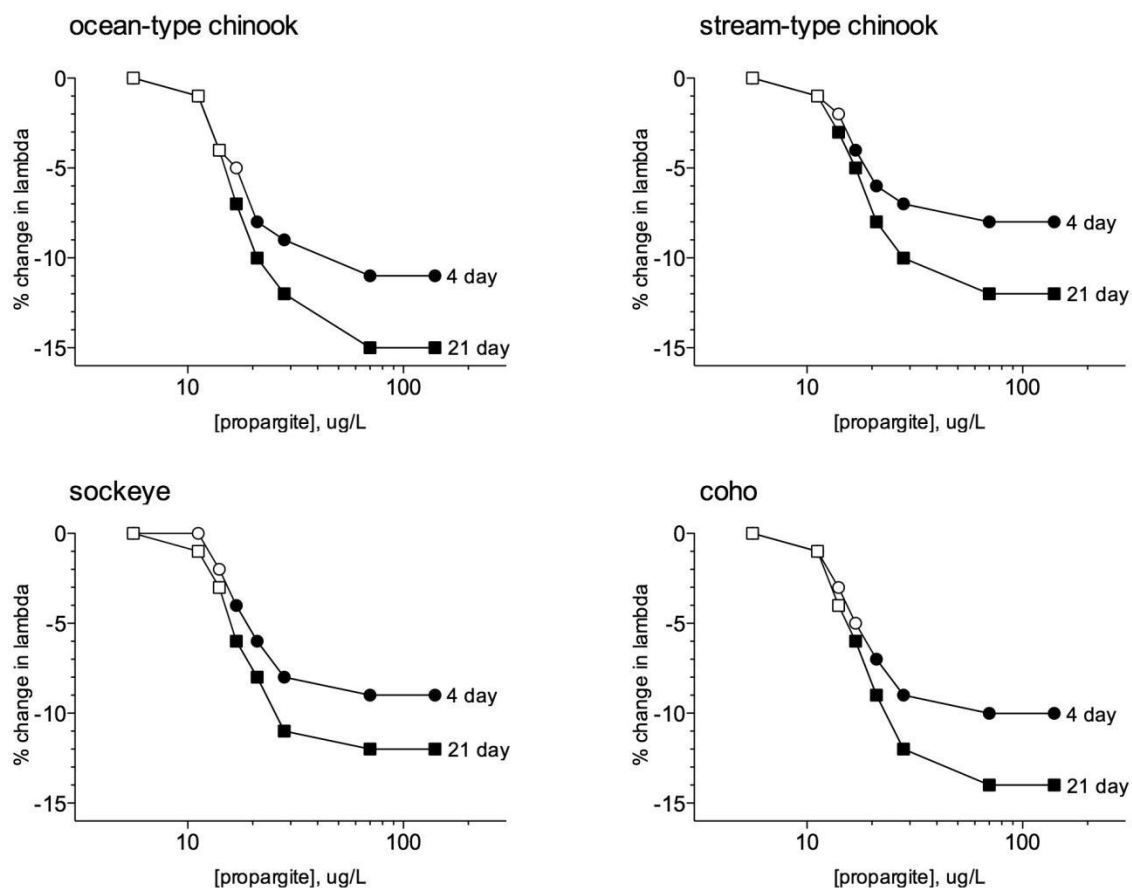 ocean-type chinook
0
-5
-10
-15
% change in lambda
4 day
21 day
10 100
[propargite], ug/L
stream-type chinook
0
-5
-10
-15
% change in lambda
4 day
21 day
10 100
[propargite], ug/L
sockeye
0
-5
-10
-15
% change in lambda
4 day
21 day
10 100
[propargite], ug/L
coho
0
-5
-10
-15
% change in lambda
4 day
21 day
10 100
[propargite], ug/L